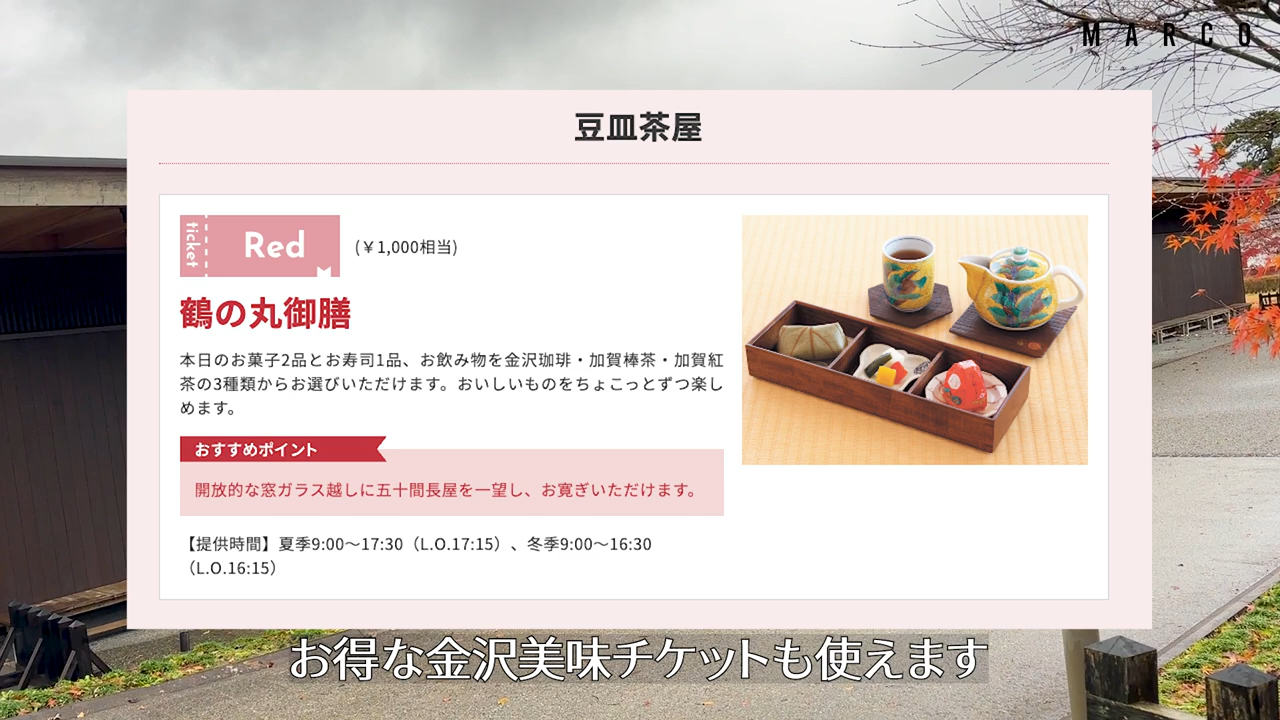 MARCO
豆皿茶屋
ticket
Red
(￥1,000相当)
鶴の丸御膳
本日のお菓子2品とお寿司1品、お飲み物を金沢珈琲・加賀棒茶・加賀紅
茶の3種類からお選びいただけます。おいしいものをちょこっとずつ楽し
めます。
おすすめポイント
開放的な窓ガラス越しに五十間長屋を一望し、お寛ぎいただけます。
【提供時間】夏季9:00～17:30（L.O.17:15）、冬季9:00～16:30
（L.O.16:15）
お得な金沢美味チケットも使えます